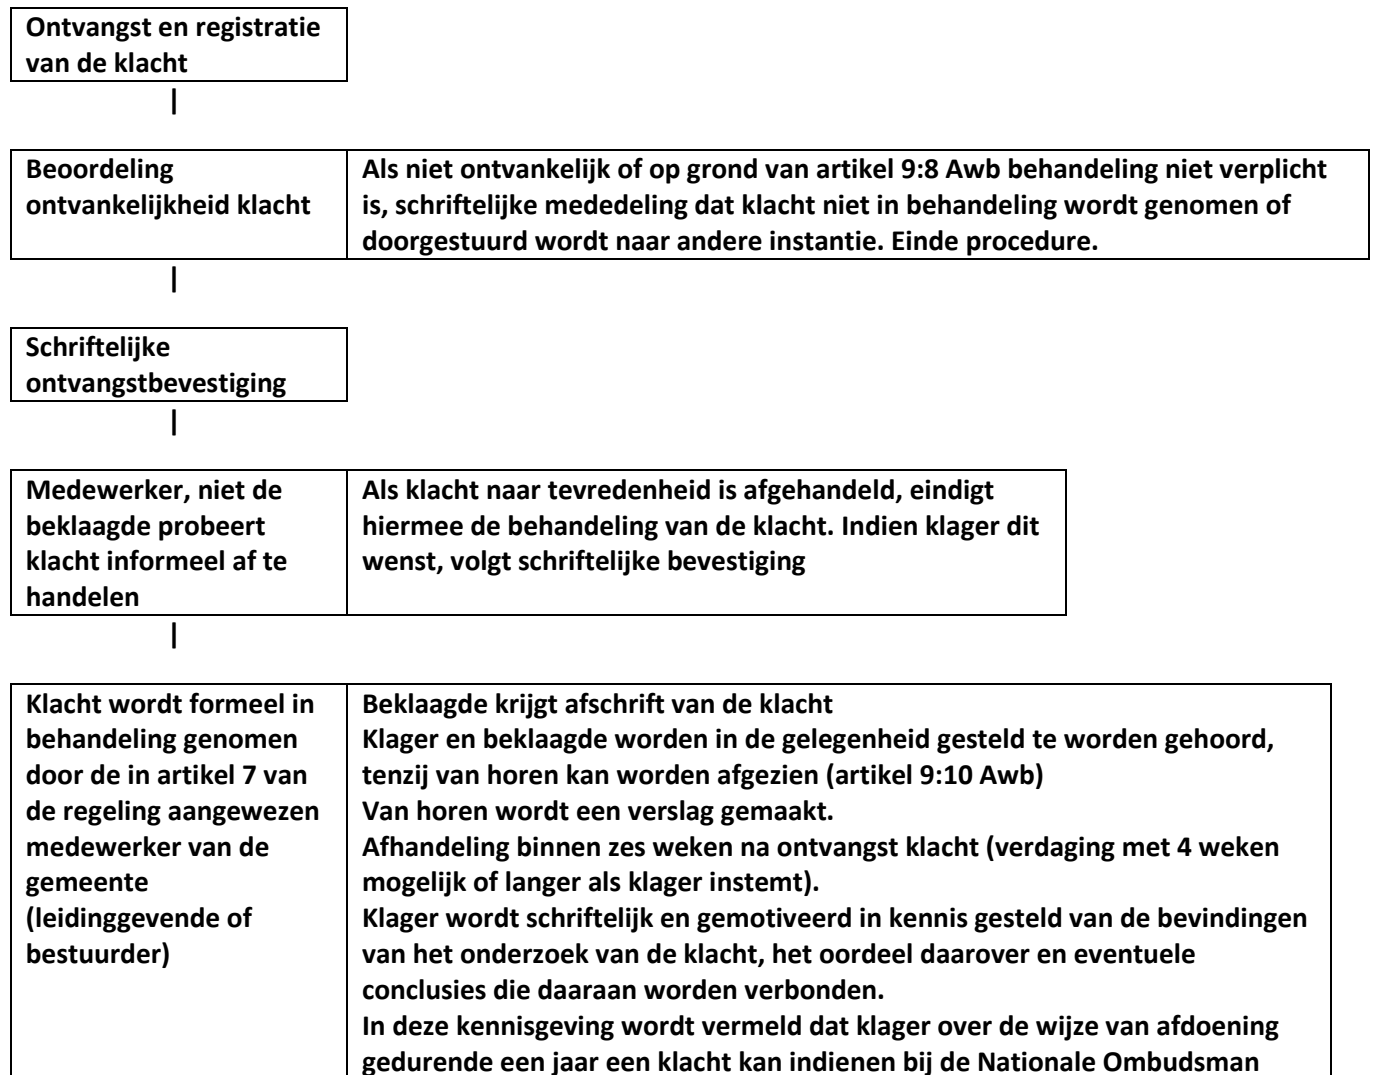 Ontvangst en registratie
van de klacht
Beoordeling
ontvankelijkheid klacht
Als niet ontvankelijk of op grond van artikel 9:8 Awb behandeling niet verplicht
is, schriftelijke mededeling dat klacht niet in behandeling wordt genomen of
doorgestuurd wordt naar andere instantie. Einde procedure.
Schriftelijke
ontvangstbevestiging
Medewerker, niet de
beklaagde probeert
klacht informeel af te
handelen
Als klacht naar tevredenheid is afgehandeld, eindigt
hiermee de behandeling van de klacht. Indien klager dit
wenst, volgt schriftelijke bevestiging
Klacht wordt formeel in
behandeling genomen
door de in artikel 7 van
de regeling aangewezen
medewerker van de
gemeente
(leidinggevende of
bestuurder)
Beklaagde krijgt afschrift van de klacht
Klager en beklaagde worden in de gelegenheid gesteld te worden gehoord,
tenzij van horen kan worden afgezien (artikel 9:10 Awb)
Van horen wordt een verslag gemaakt.
Afhandeling binnen zes weken na ontvangst klacht (verdaging met 4 weken
mogelijk of langer als klager instemt).
Klager wordt schriftelijk en gemotiveerd in kennis gesteld van de bevindingen
van het onderzoek van de klacht, het oordeel daarover en eventuele
conclusies die daaraan worden verbonden.
In deze kennisgeving wordt vermeld dat klager over de wijze van afdoening
gedurende een jaar een klacht kan indienen bij de Nationale Ombudsman